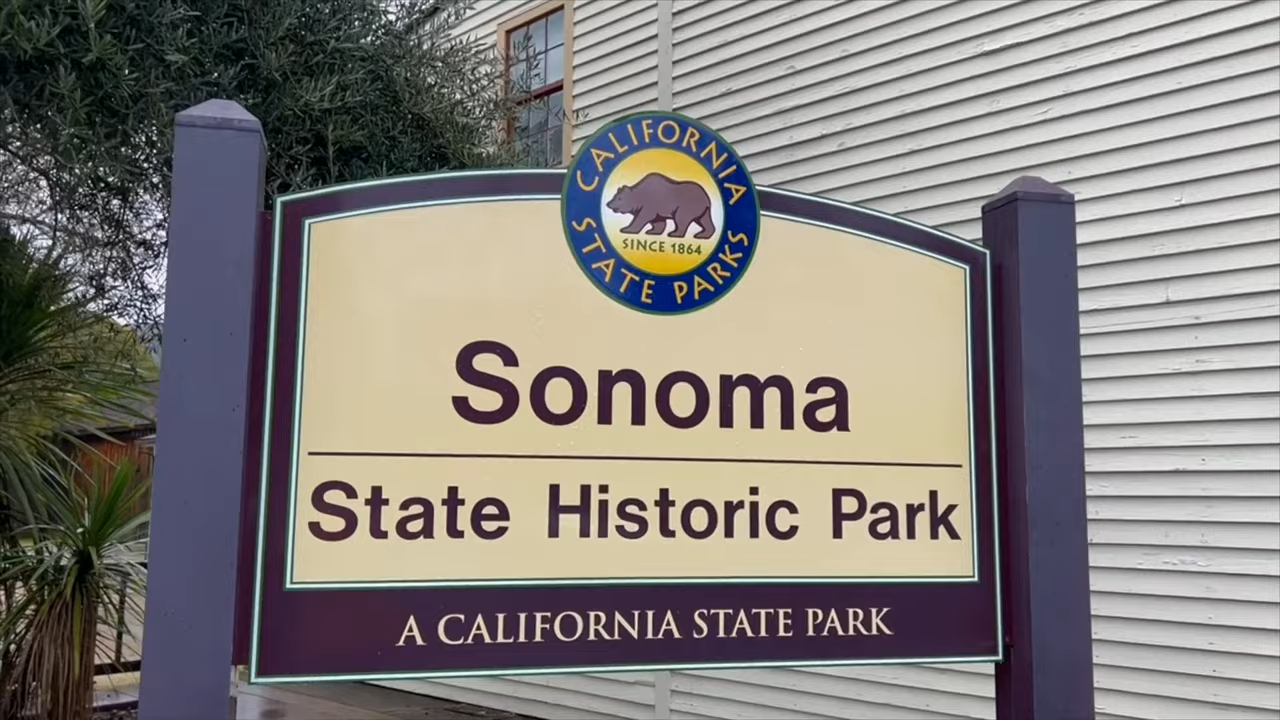 CALIFORNIA
SINCE 1864
STATE PARKS
Sonoma
State Historic Park
A CALIFORNIA STATE PARK